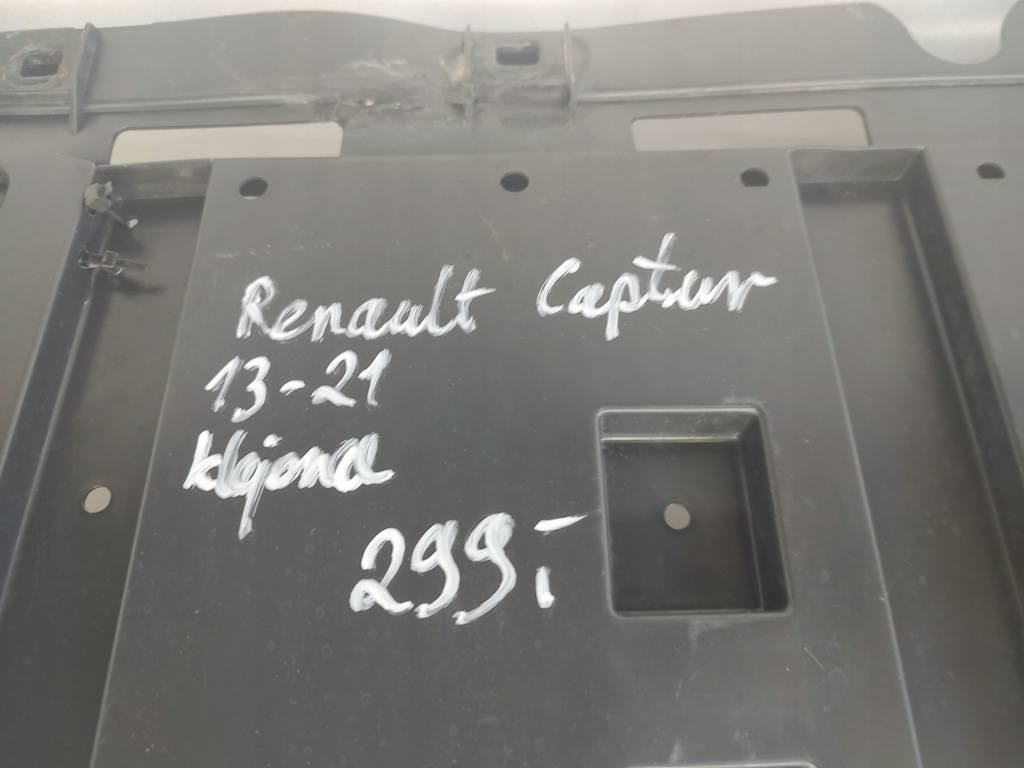 Renault Captur
13-21
klejona
299,-